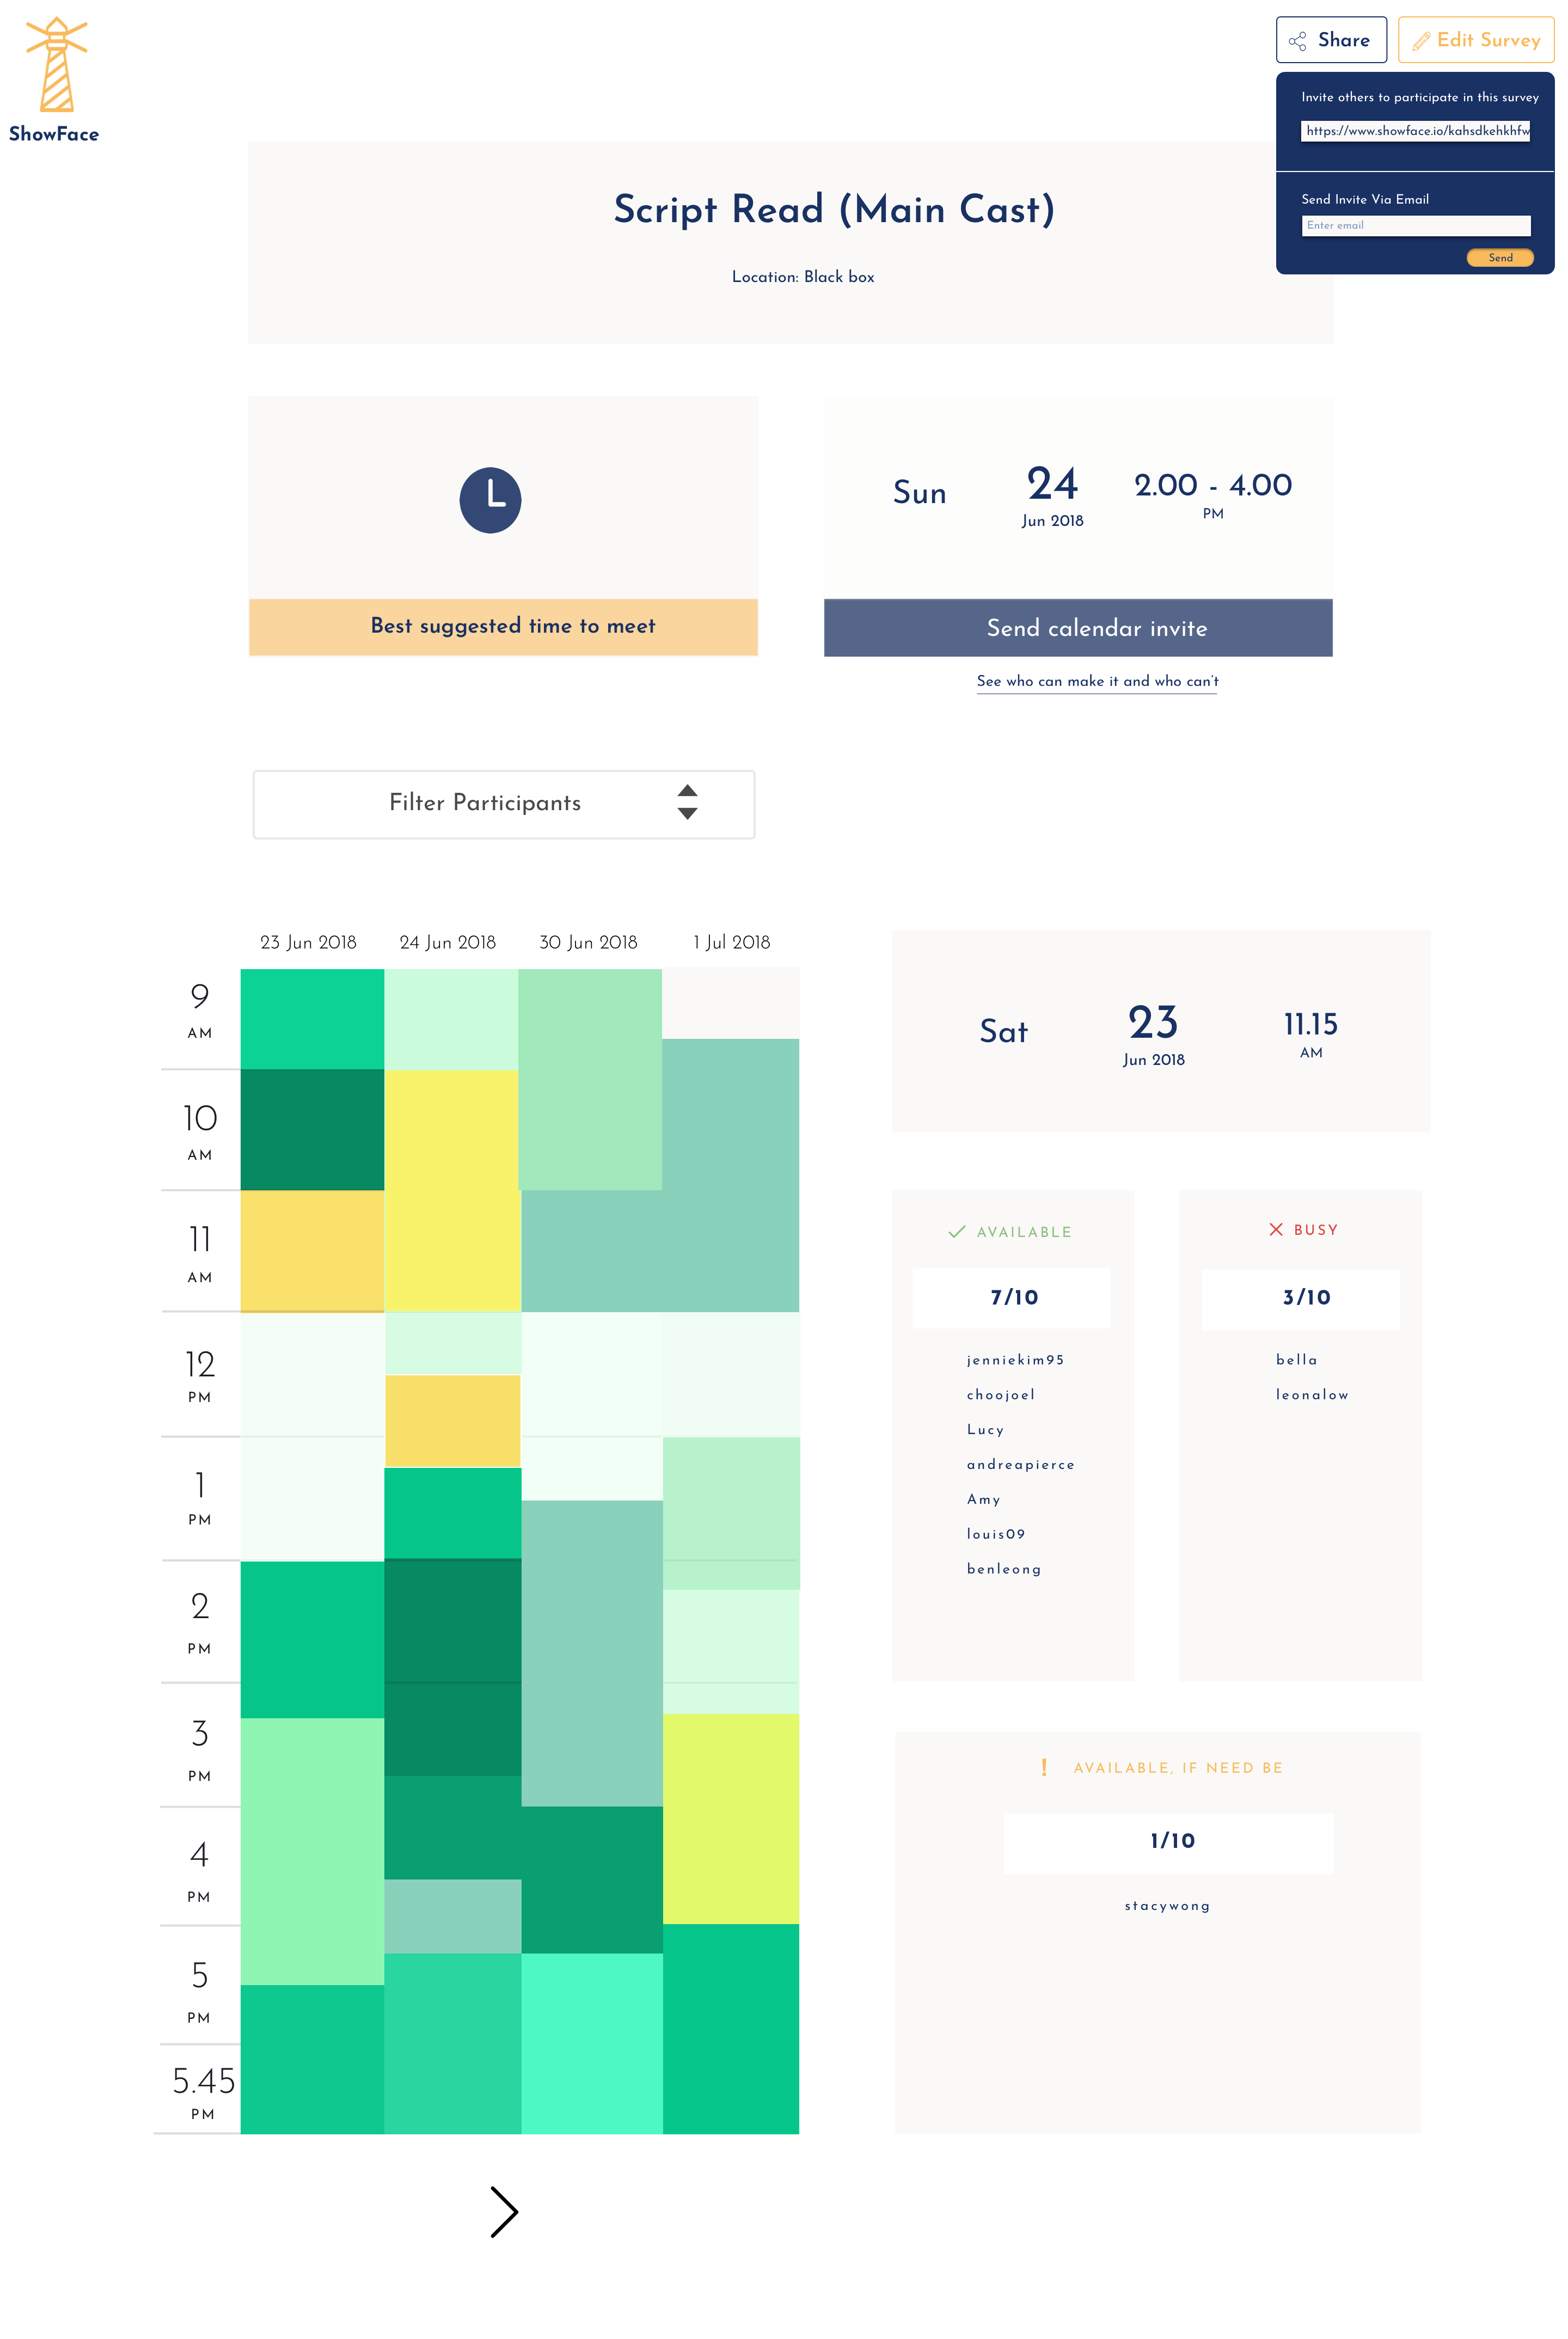 ShowFace
Share
Edit Survey
Invite others to participate in this survey
https://www.showface.io/kahsdkehkhfw
Send Invite Via Email
Enter email
Send
Script Read (Main Cast)
Location: Black box
Best suggested time to meet
Sun
24
Jun 2018
2.00 - 4.00
PM
Send calendar invite
See who can make it and who can't
Filter Participants
23 Jun 2018
24 Jun 2018
30 Jun 2018
1 Jul 2018
9
AM
10
AM
11
AM
12
PM
1
PM
2
PM
3
PM
4
PM
5
PM
5.45
PM
Sat
23
Jun 2018
11.15
AM
AVAILABLE
7/10
jenniekim95
choojoel
Lucy
andreapierce
Amy
louis09
benleong
BUSY
3/10
bella
leonalow
! AVAILABLE, IF NEED BE
1/10
stacywong